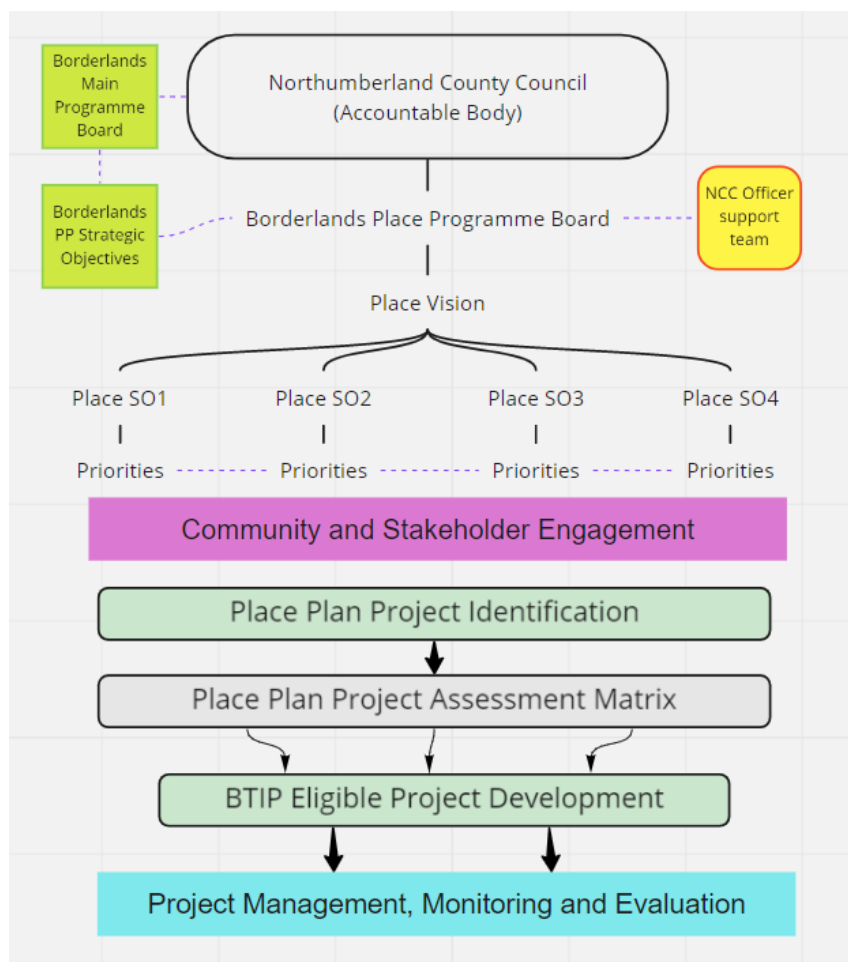 Borderlands
Main
Programme
Board
Northumberland County Council
(Accountable Body)
Borderlands
PP Strategic
Objectives
Borderlands Place Programme Board
NCC Officer
support
team
Place Vision
Place SO1
Place SO2
Place SO3
Place SO4
Priorities
Priorities
Priorities
Priorities
Community and Stakeholder Engagement
Place Plan Project Identification
Place Plan Project Assessment Matrix
BTIP Eligible Project Development
Project Management, Monitoring and Evaluation